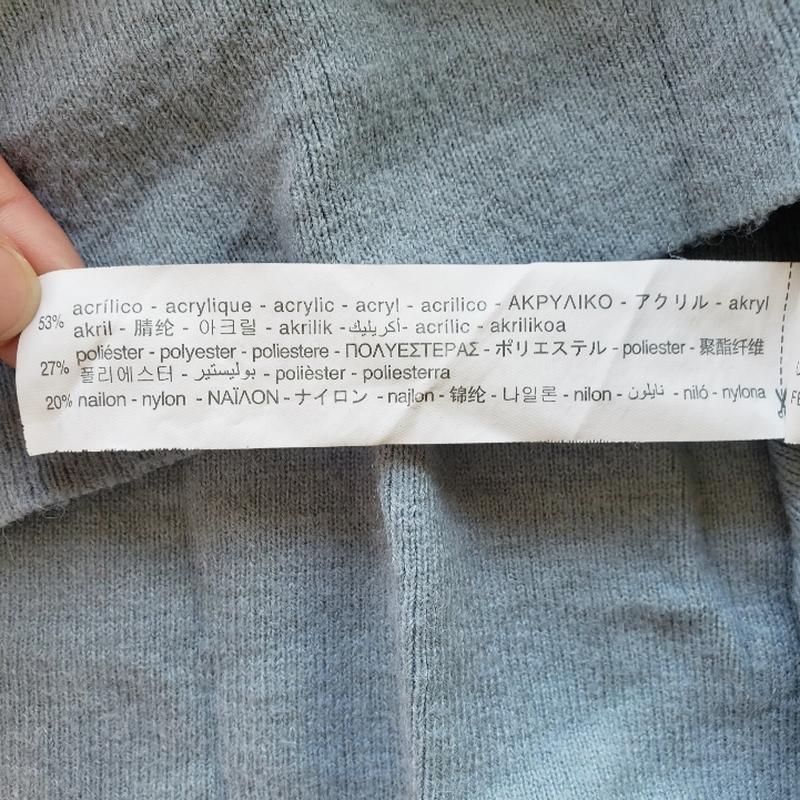 53% acrílico - acrylique - acrylic - acryl - acrilico - ΑΚΡΥΛΙΚΟ - アクリル - akryl
akril - 腈纶 - 아크릴 - akrilik - أكريليك - acrílic - akrilikoa
27% poliéster - polyester - poliestere - ΠΟΛΥΕΣΤΕΡΑΣ - ポリエステル - poliester - 聚酯纤维
폴리에스터 - بوليستير - polièster - poliesterra
20% nailon - nylon - ΝΑΪΛΟΝ - ナイロン - najlon - 锦纶 - 나일론 - nilon - نايلون - niló - nylona